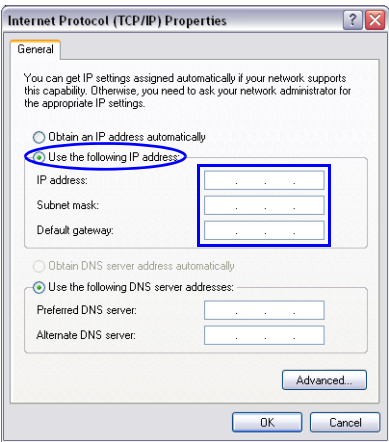 Internet Protocol (TCP/IP) Properties
General
You can get IP settings assigned automatically if your network supports
this capability. Otherwise, you need to ask your network administrator for
the appropriate IP settings.
Obtain an IP address automatically
Use the following IP address:
IP address:
Subnet mask:
Default gateway:
Obtain DNS server address automatically
Use the following DNS server addresses:
Preferred DNS server:
Alternate DNS server:
Advanced...
OK
Cancel